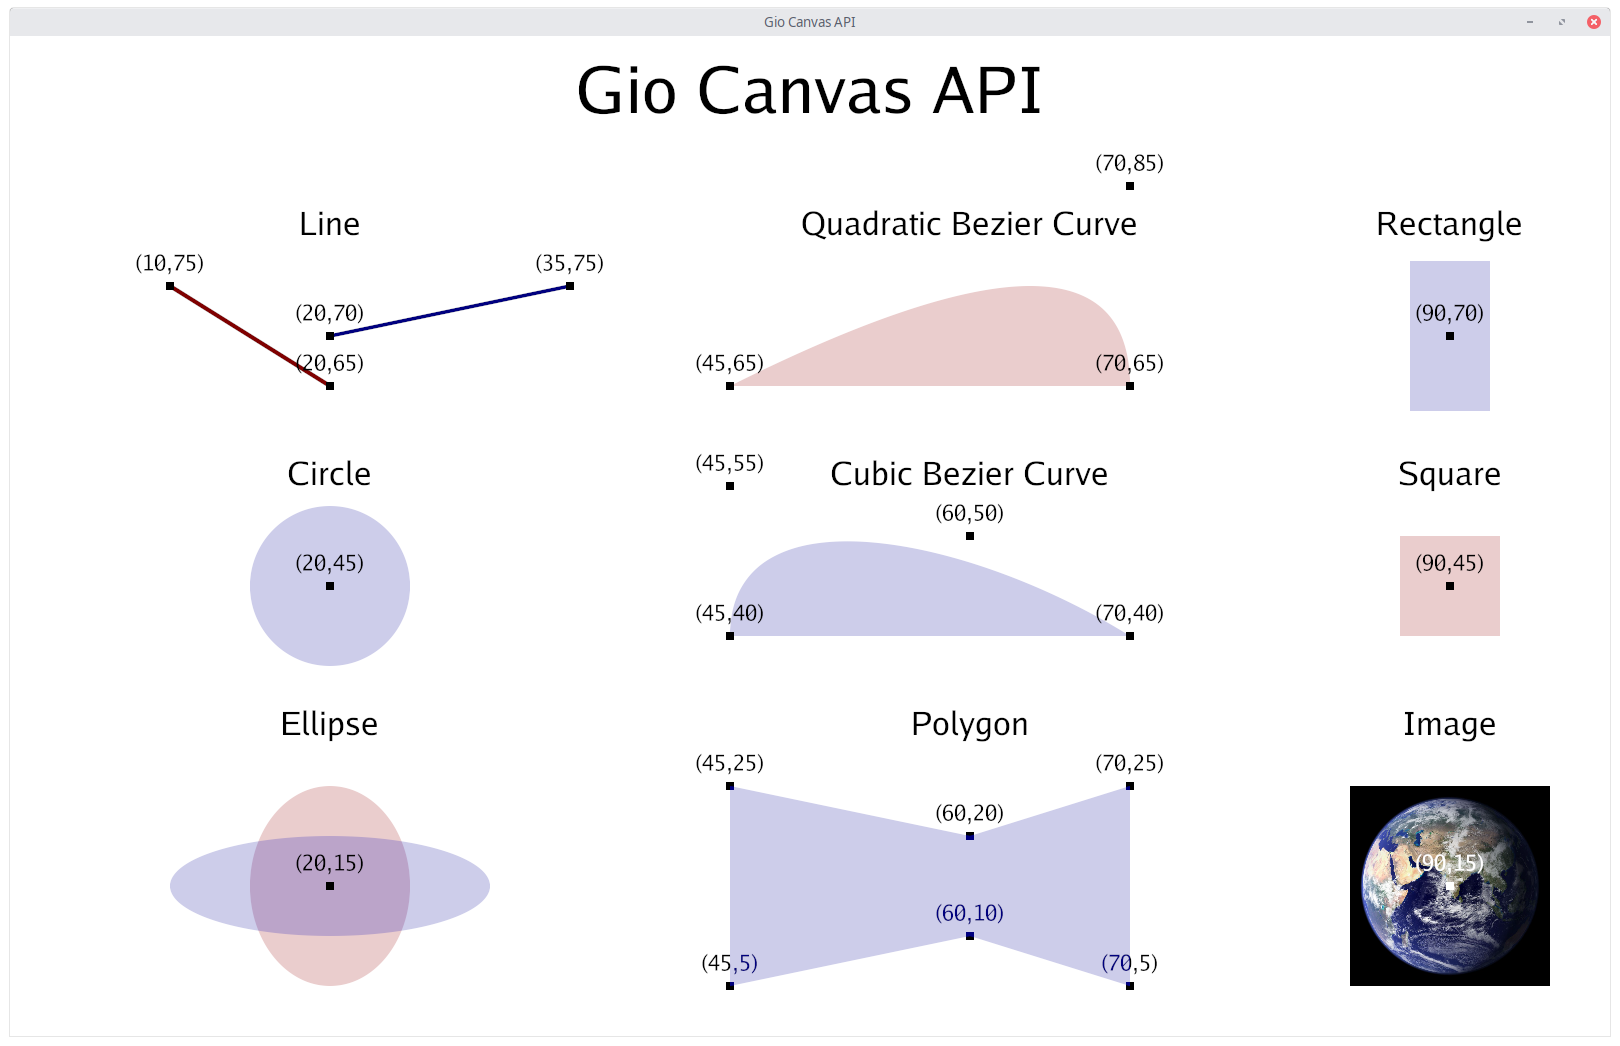 Gio Canvas API
Gio Canvas API
(70,85)
Line
Quadratic Bezier Curve
Rectangle
(10,75)
(35,75)
(20,70)
(90,70)
(20,65)
(45,65)
(70,65)
(45,55)
Circle
Cubic Bezier Curve
Square
(60,50)
(20,45)
(90,45)
(45,40)
(70,40)
Ellipse
Polygon
Image
(45,25)
(70,25)
(60,20)
(20,15)
(90,15)
(60,10)
(45,5)
(70,5)